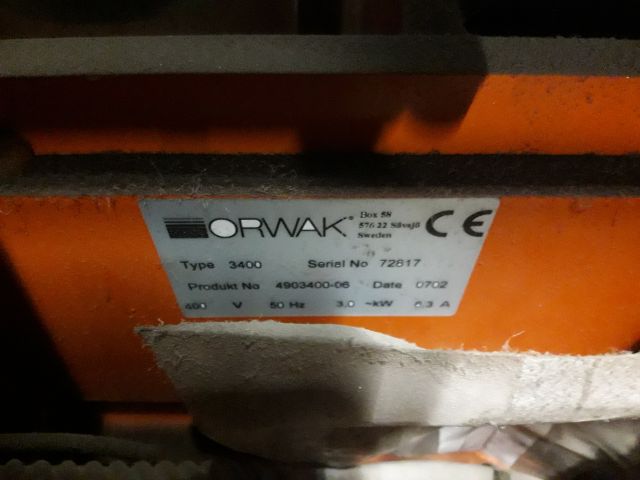 ORWAK
Box 58
576 22 Sävsjö
Sweden
CE
Type 3400 Serial No 72817
Produkt No 4903400-06 Date 0702
400 V 50 Hz 3.0 ~kW 6.3 A